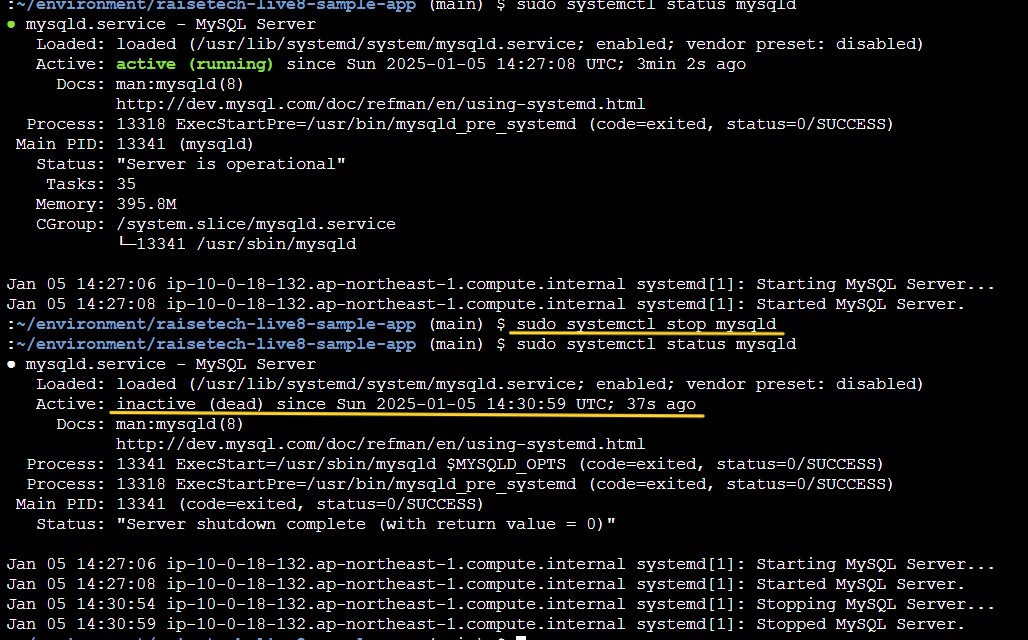 :~/environment/raisetech-live8-sample-app (main) $ sudo systemctl status mysqld
● mysqld.service - MySQL Server
Loaded: loaded (/usr/lib/systemd/system/mysqld.service; enabled; vendor preset: disabled)
Active: active (running) since Sun 2025-01-05 14:27:08 UTC; 3min 2s ago
Docs: man:mysqld(8)
http://dev.mysql.com/doc/refman/en/using-systemd.html
Process: 13318 ExecStartPre=/usr/bin/mysqld_pre_systemd (code=exited, status=0/SUCCESS)
Main PID: 13341 (mysqld)
Status: "Server is operational"
Tasks: 35
Memory: 395.8M
CGroup: /system.slice/mysqld.service
└─13341 /usr/sbin/mysqld
Jan 05 14:27:06 ip-10-0-18-132.ap-northeast-1.compute.internal systemd[1]: Starting MySQL Server...
Jan 05 14:27:08 ip-10-0-18-132.ap-northeast-1.compute.internal systemd[1]: Started MySQL Server.
:~/environment/raisetech-live8-sample-app (main) $ sudo systemctl stop mysqld
:~/environment/raisetech-live8-sample-app (main) $ sudo systemctl status mysqld
● mysqld.service - MySQL Server
Loaded: loaded (/usr/lib/systemd/system/mysqld.service; enabled; vendor preset: disabled)
Active: inactive (dead) since Sun 2025-01-05 14:30:59 UTC; 37s ago
Docs: man:mysqld(8)
http://dev.mysql.com/doc/refman/en/using-systemd.html
Process: 13341 ExecStart=/usr/sbin/mysqld $MYSQLD_OPTS (code=exited, status=0/SUCCESS)
Process: 13318 ExecStartPre=/usr/bin/mysqld_pre_systemd (code=exited, status=0/SUCCESS)
Main PID: 13341 (code=exited, status=0/SUCCESS)
Status: "Server shutdown complete (with return value = 0)"
Jan 05 14:27:06 ip-10-0-18-132.ap-northeast-1.compute.internal systemd[1]: Starting MySQL Server...
Jan 05 14:27:08 ip-10-0-18-132.ap-northeast-1.compute.internal systemd[1]: Started MySQL Server.
Jan 05 14:30:54 ip-10-0-18-132.ap-northeast-1.compute.internal systemd[1]: Stopping MySQL Server...
Jan 05 14:30:59 ip-10-0-18-132.ap-northeast-1.compute.internal systemd[1]: Stopped MySQL Server.